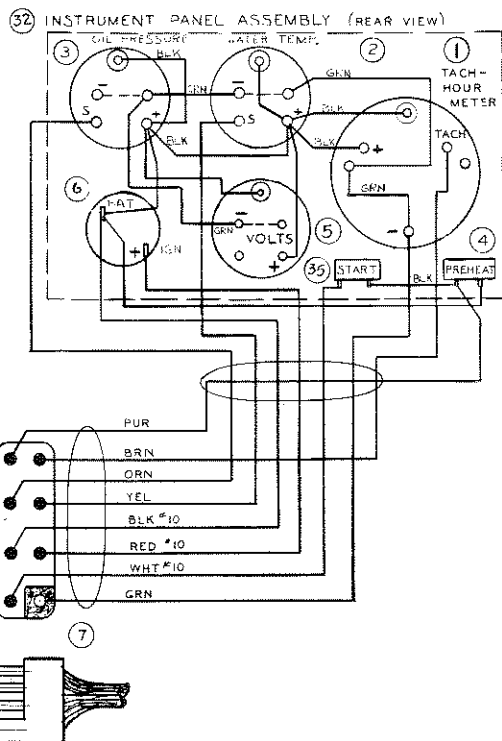 32 INSTRUMENT PANEL ASSEMBLY (REAR VIEW)
3 OIL PRESSURE BLK WATER TEMP. 2 1
TACH-
HOUR
METER
GRN
- GRN -
BLK
S + S + BLK + TACH
BLK
6 BAT GRN
- GRN VOLTS 5 - 4
+ IGN
+ 35 START BLK PREHEAT
PUR
BRN
ORN
YEL
BLK #10
RED #10
WHT #10
GRN
7